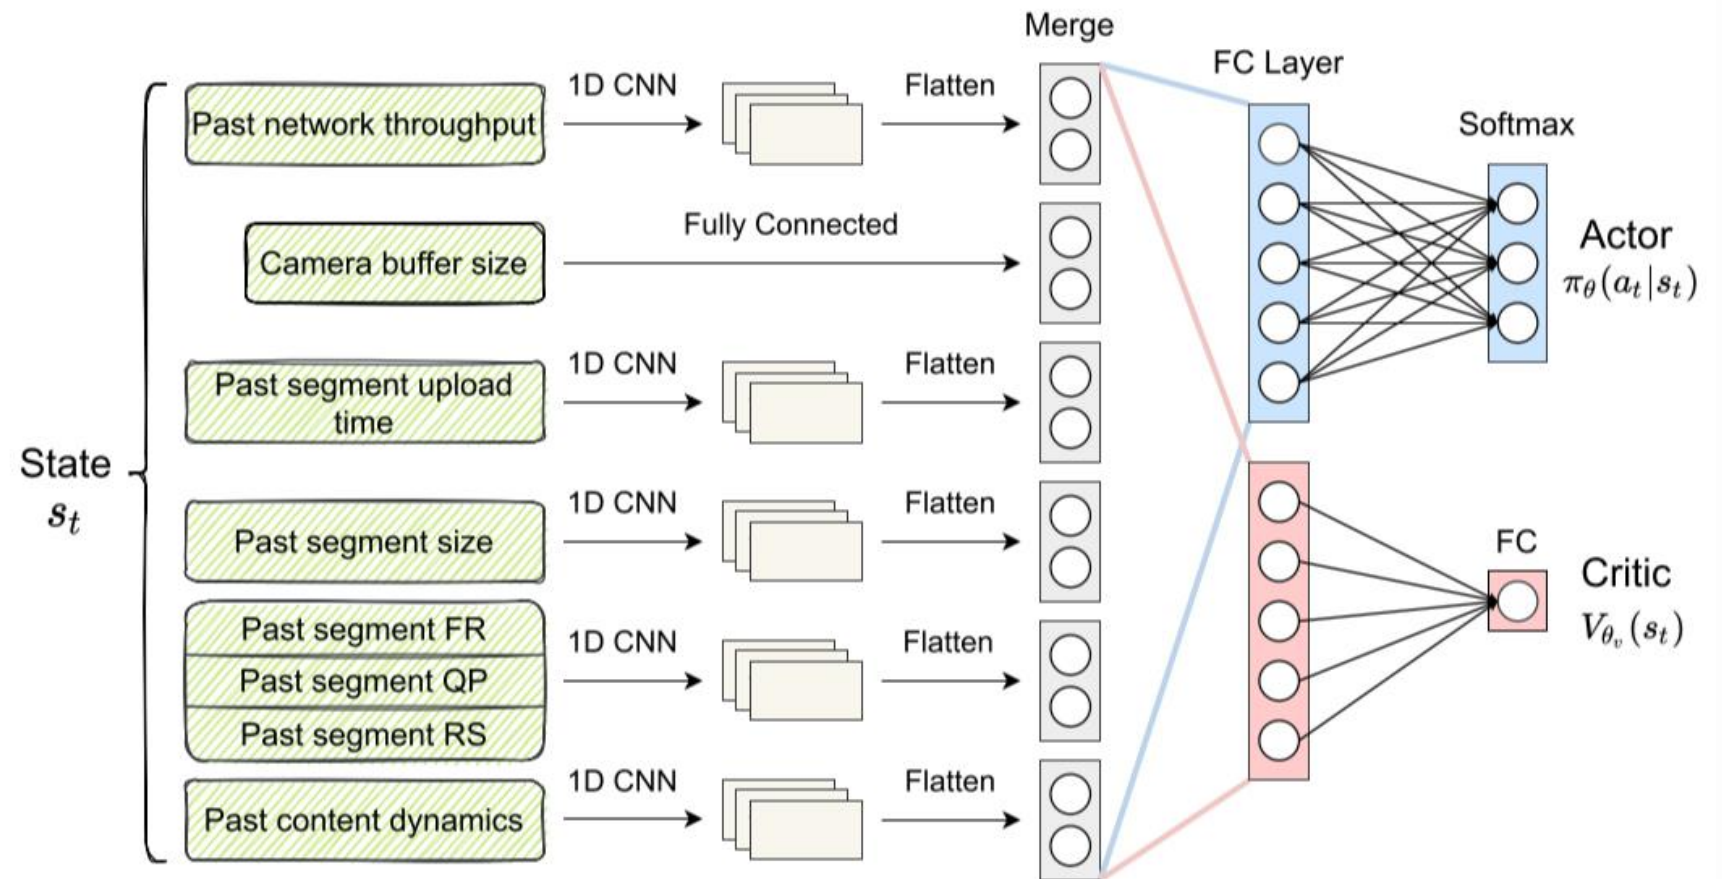 Merge
FC Layer
Softmax
1D CNN
Flatten
Past network throughput
Fully Connected
Camera buffer size
Actor
πθ(at|st)
1D CNN
Flatten
Past segment upload
time
State
st
1D CNN
Flatten
Past segment size
FC
Critic
Vθv(st)
Past segment FR
1D CNN
Flatten
Past segment QP
Past segment RS
1D CNN
Flatten
Past content dynamics